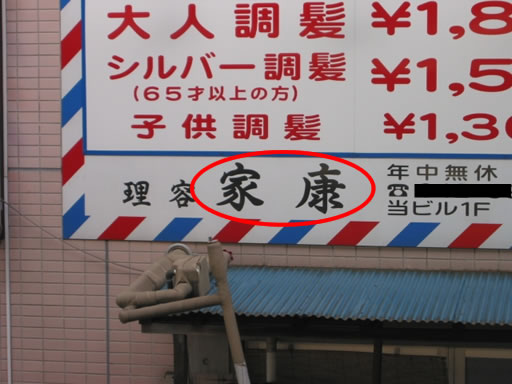 大人調髪 ¥1,8
シルバー調髪 ¥1,5
(65才以上の方)
子供調髪 ¥1,30
理容 家康
年中無休
☎
当ビル1F